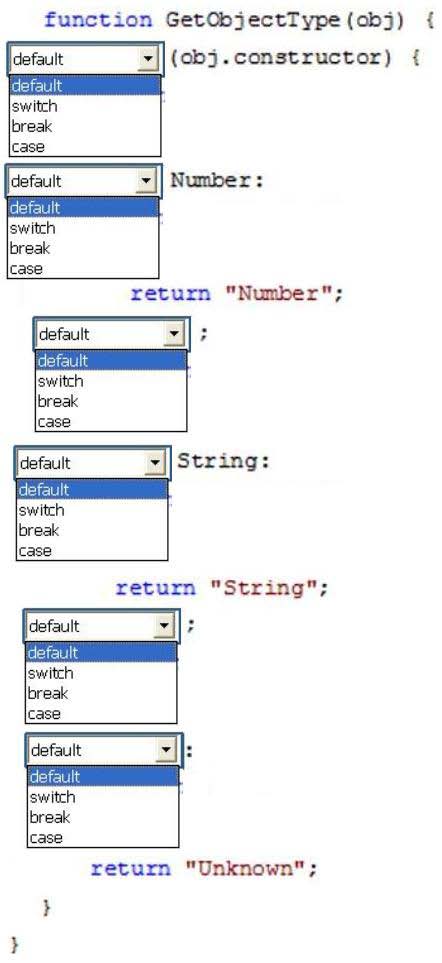 function GetObjectType(obj) {
default (obj.constructor) {
default
switch
break
case
default Number:
default
switch
break
case
return "Number";
default ;
default
switch
break
case
default String:
default
switch
break
case
return "String";
default ;
default
switch
break
case
default :
default
switch
break
case
return "Unknown";
}
}